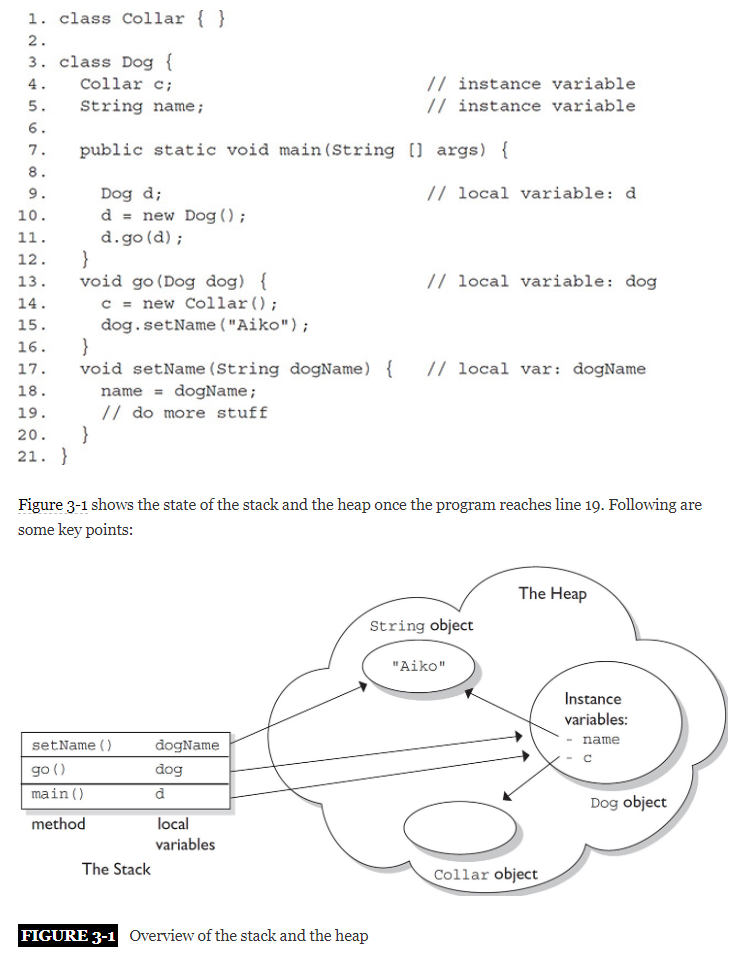 1. class Collar { }
2.
3. class Dog {
4. Collar c; // instance variable
5. String name; // instance variable
6.
7. public static void main(String [] args) {
8.
9. Dog d; // local variable: d
10. d = new Dog();
11. d.go(d);
12. }
13. void go(Dog dog) { // local variable: dog
14. c = new Collar();
15. dog.setName("Aiko");
16. }
17. void setName(String dogName) { // local var: dogName
18. name = dogName;
19. // do more stuff
20. }
21. }
Figure 3-1 shows the state of the stack and the heap once the program reaches line 19. Following are
some key points:
The Heap
String object
"Aiko"
Instance
variables:
- name
- c
Dog object
Collar object
setName() dogName
go() dog
main() d
method local
variables
The Stack
FIGURE 3-1 Overview of the stack and the heap